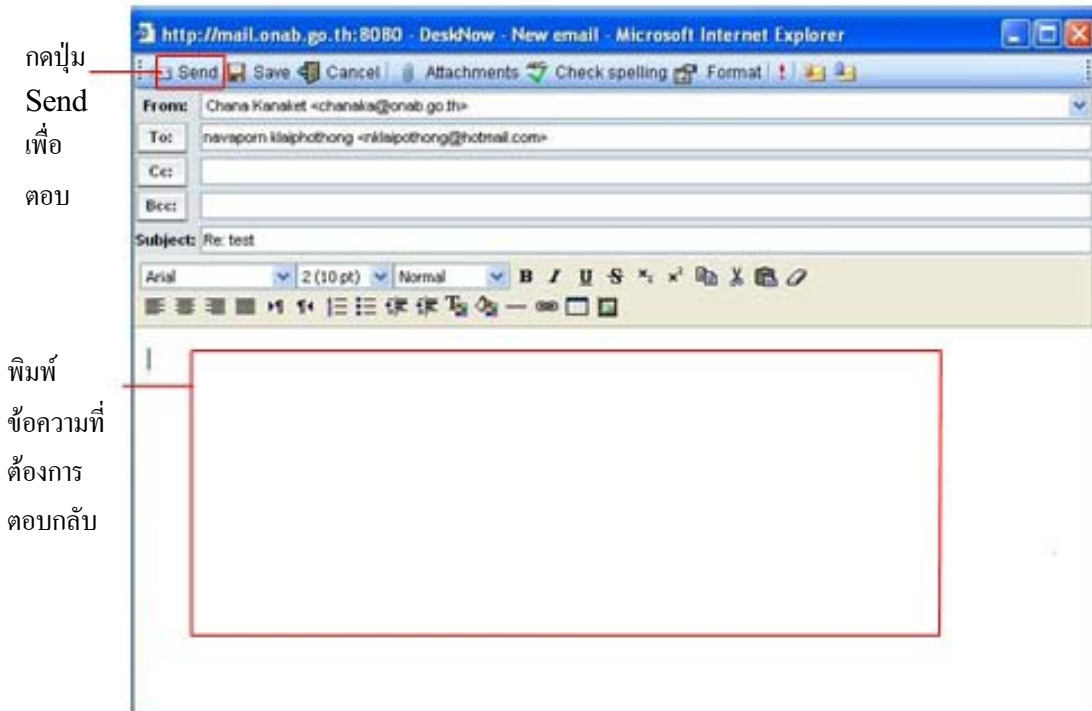 http://mail.onab.go.th:8080 - DeskNow - New email - Microsoft Internet Explorer
กดปุ่ม
Send
เพื่อ
ตอบ
Send Save Cancel Attachments Check spelling Format
From: Chana Kanaket <chanaka@onab.go.th>
To: navaporn klaiphothong <nklaipothong@hotmail.com>
Cc:
Bcc:
Subject: Re: test
Arial 2 (10 pt) Normal B I U S
พิมพ์
ข้อความที่
ต้องการ
ตอบกลับ